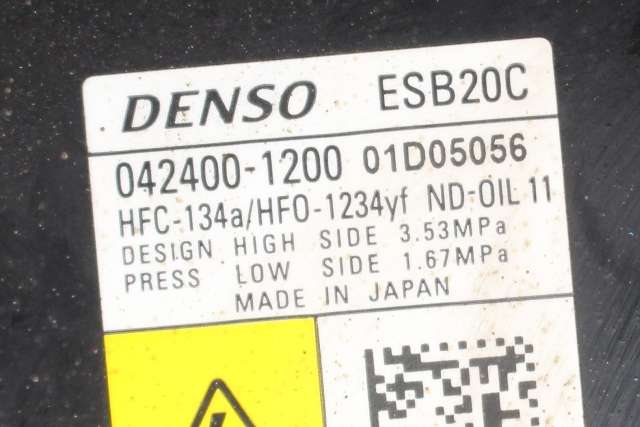 DENSO ESB20C
042400-1200 01D05056
HFC-134a/HFO-1234yf ND-OIL 11
DESIGN HIGH SIDE 3.53MPa
PRESS LOW SIDE 1.67MPa
MADE IN JAPAN